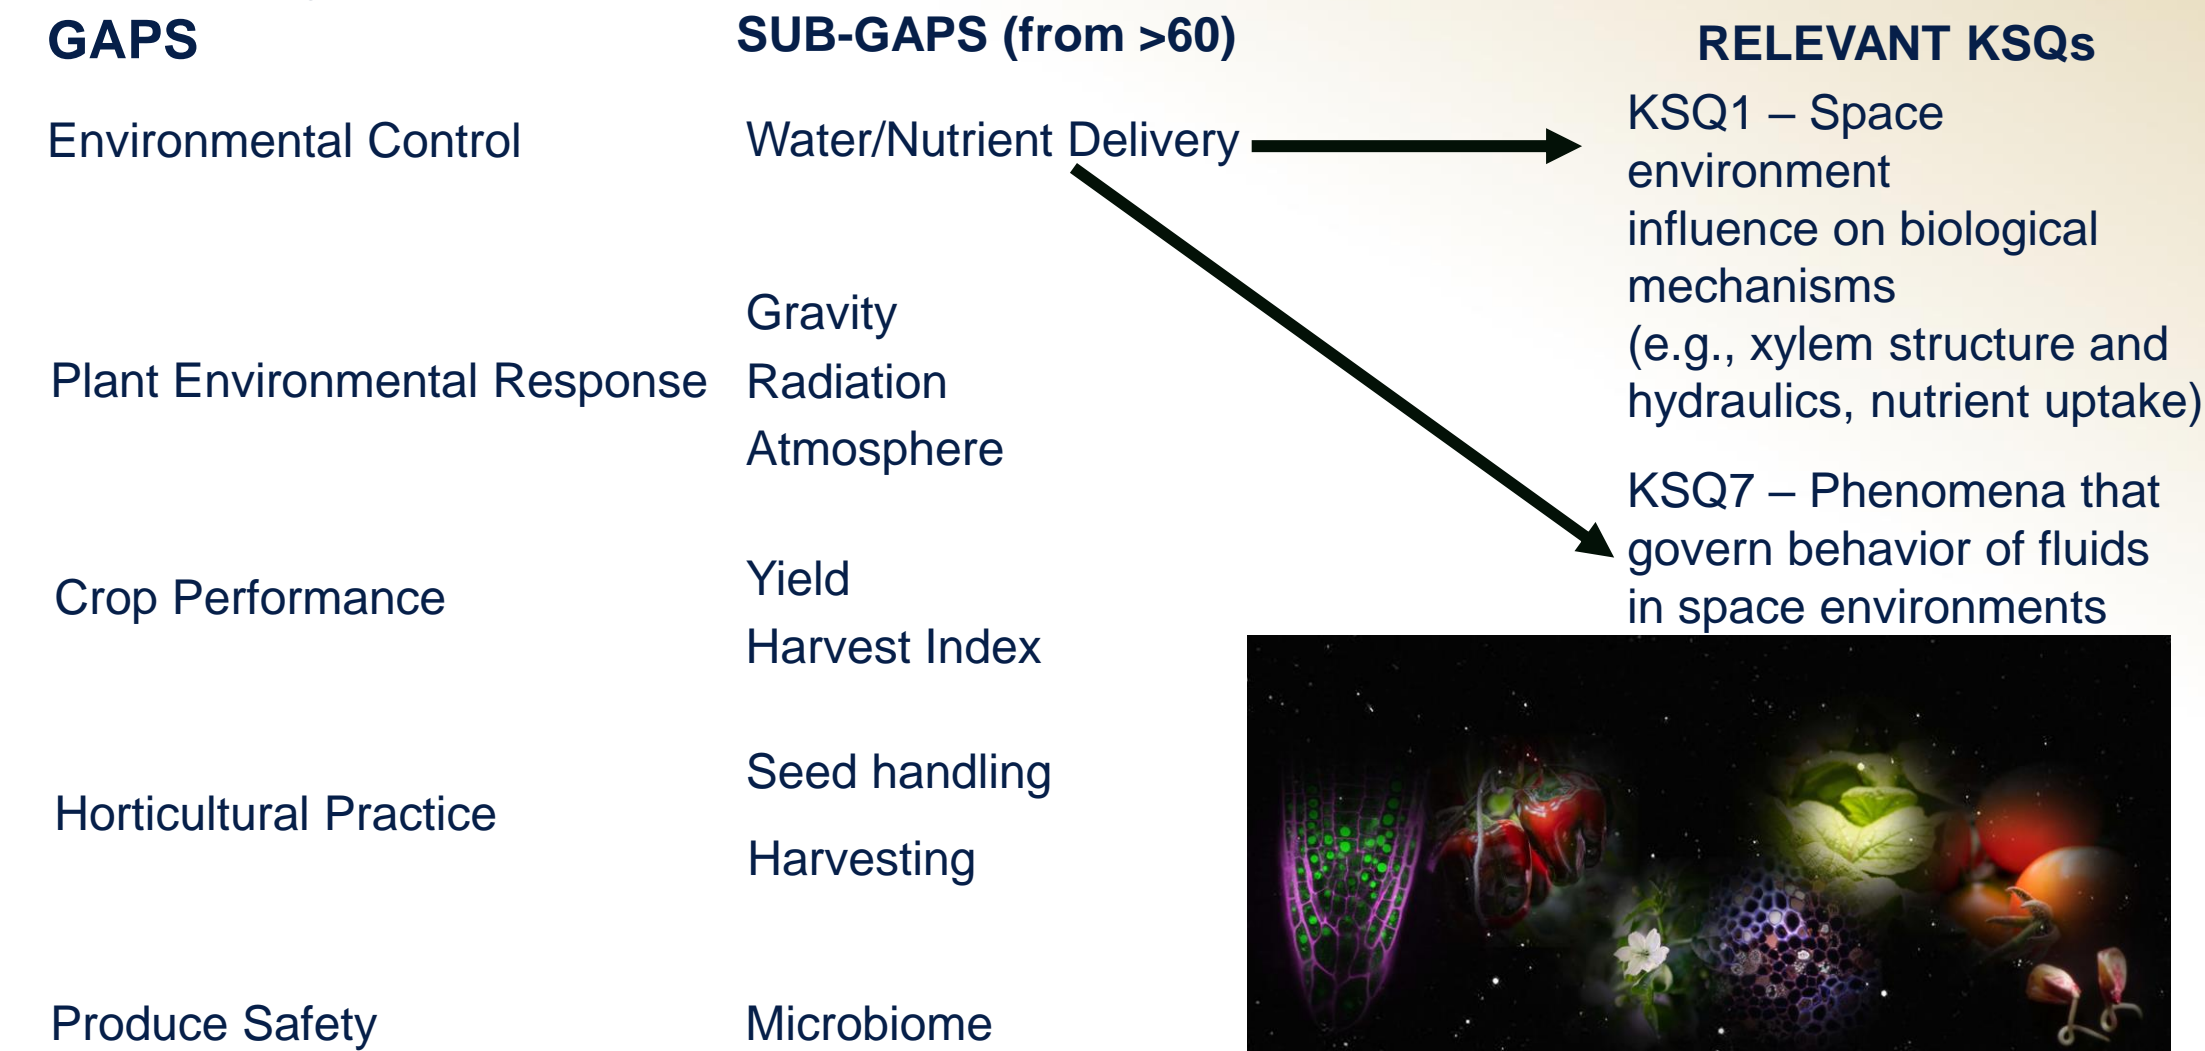 GAPS
SUB-GAPS (from >60)
RELEVANT KSQs
Environmental Control
Water/Nutrient Delivery
KSQ1 – Space
environment
influence on biological
mechanisms
(e.g., xylem structure and
hydraulics, nutrient uptake)
Plant Environmental Response
Gravity
Radiation
Atmosphere
KSQ7 – Phenomena that
govern behavior of fluids
in space environments
Crop Performance
Yield
Harvest Index
Horticultural Practice
Seed handling
Harvesting
Produce Safety
Microbiome